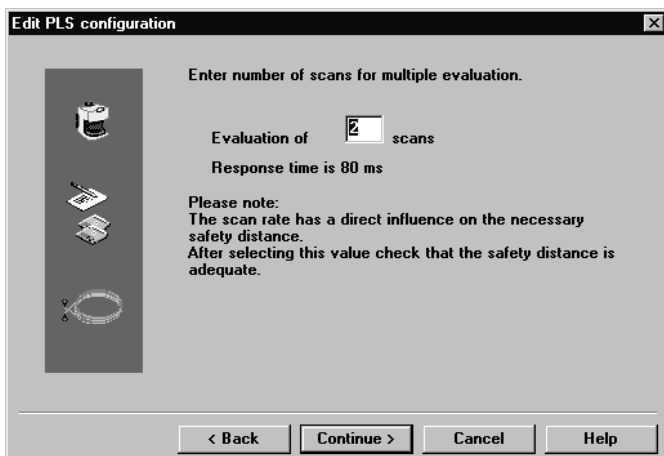 Edit PLS configuration
Enter number of scans for multiple evaluation.
Evaluation of 2 scans
Response time is 80 ms
Please note:
The scan rate has a direct influence on the necessary
safety distance.
After selecting this value check that the safety distance is
adequate.
< Back Continue > Cancel Help